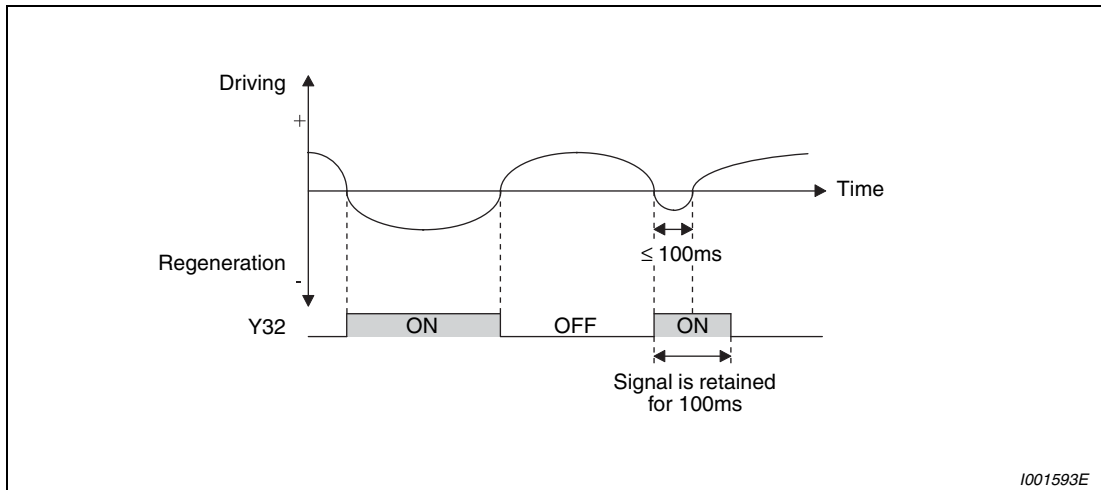 Driving
+
Time
≤ 100ms
Regeneration
-
Y32
ON
OFF
ON
Signal is retained
for 100ms
I001593E